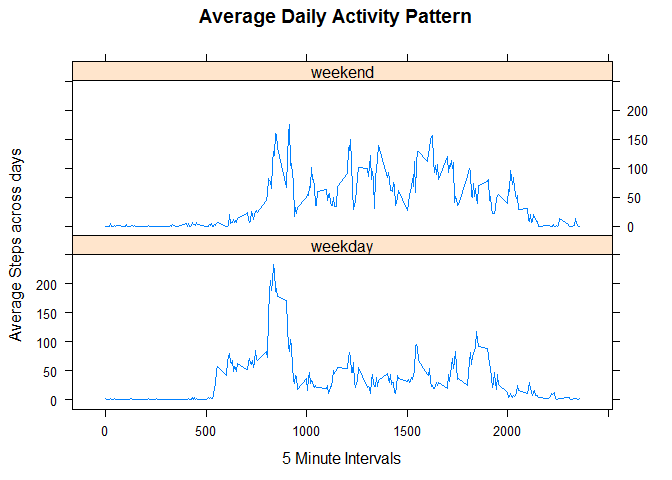 Average Daily Activity Pattern
weekend
200
150
100
50
0
weekday
200
150
100
50
0
Average Steps across days
0 500 1000 1500 2000
5 Minute Intervals